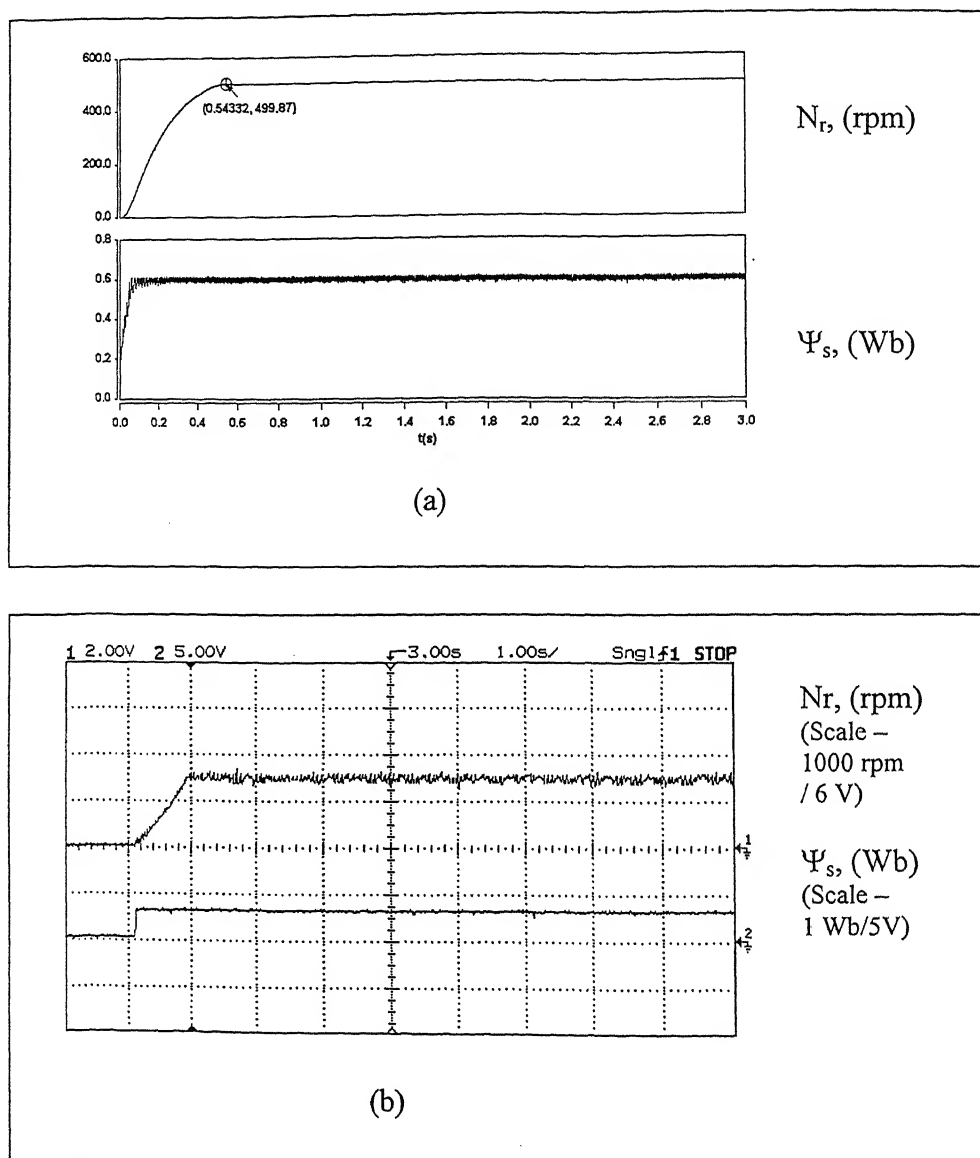 600.0
400.0
200.0
0.0
(0.54332, 499.87)
Nr, (rpm)
0.8
0.6
0.4
0.2
0.0
Ψs, (Wb)
0.0 0.2 0.4 0.6 0.8 1.0 1.2 1.4 1.6 1.8 2.0 2.2 2.4 2.6 2.8 3.0
t(s)
(a)
1 2.00V 2 5.00V -3.00s 1.00s/ Sngl 1 STOP
Nr, (rpm)
(Scale –
1000 rpm
/ 6 V)
1
Ψs, (Wb)
(Scale –
1 Wb/5V)
2
(b)